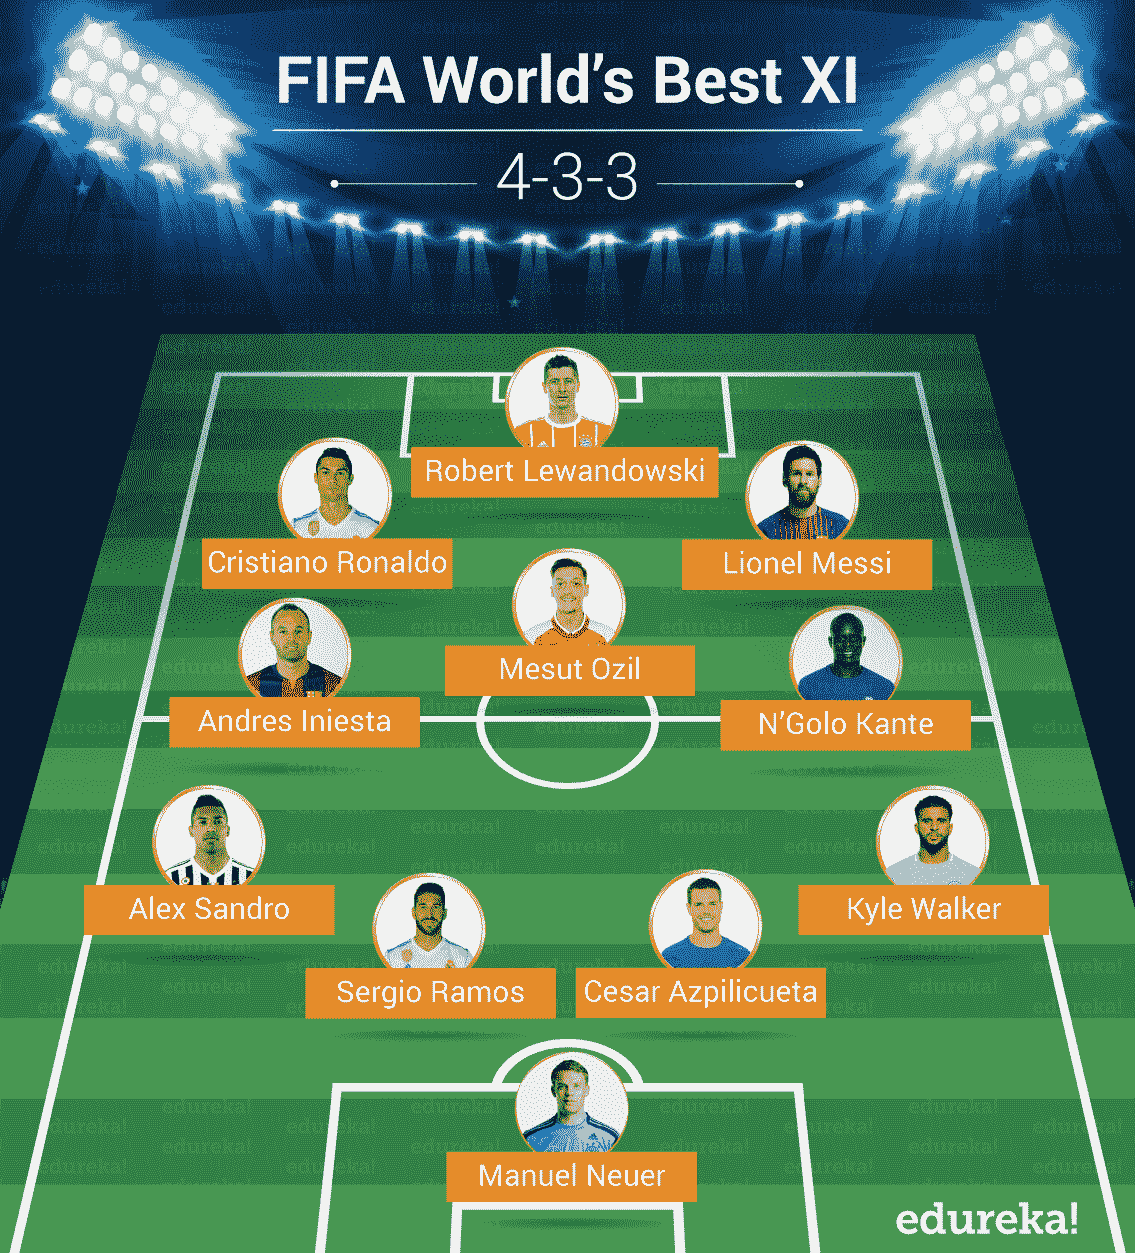 FIFA World's Best XI
4-3-3
Robert Lewandowski
Cristiano Ronaldo
Lionel Messi
Mesut Ozil
Andres Iniesta
N'Golo Kante
Alex Sandro
Kyle Walker
Sergio Ramos
Cesar Azpilicueta
Manuel Neuer
edureka!